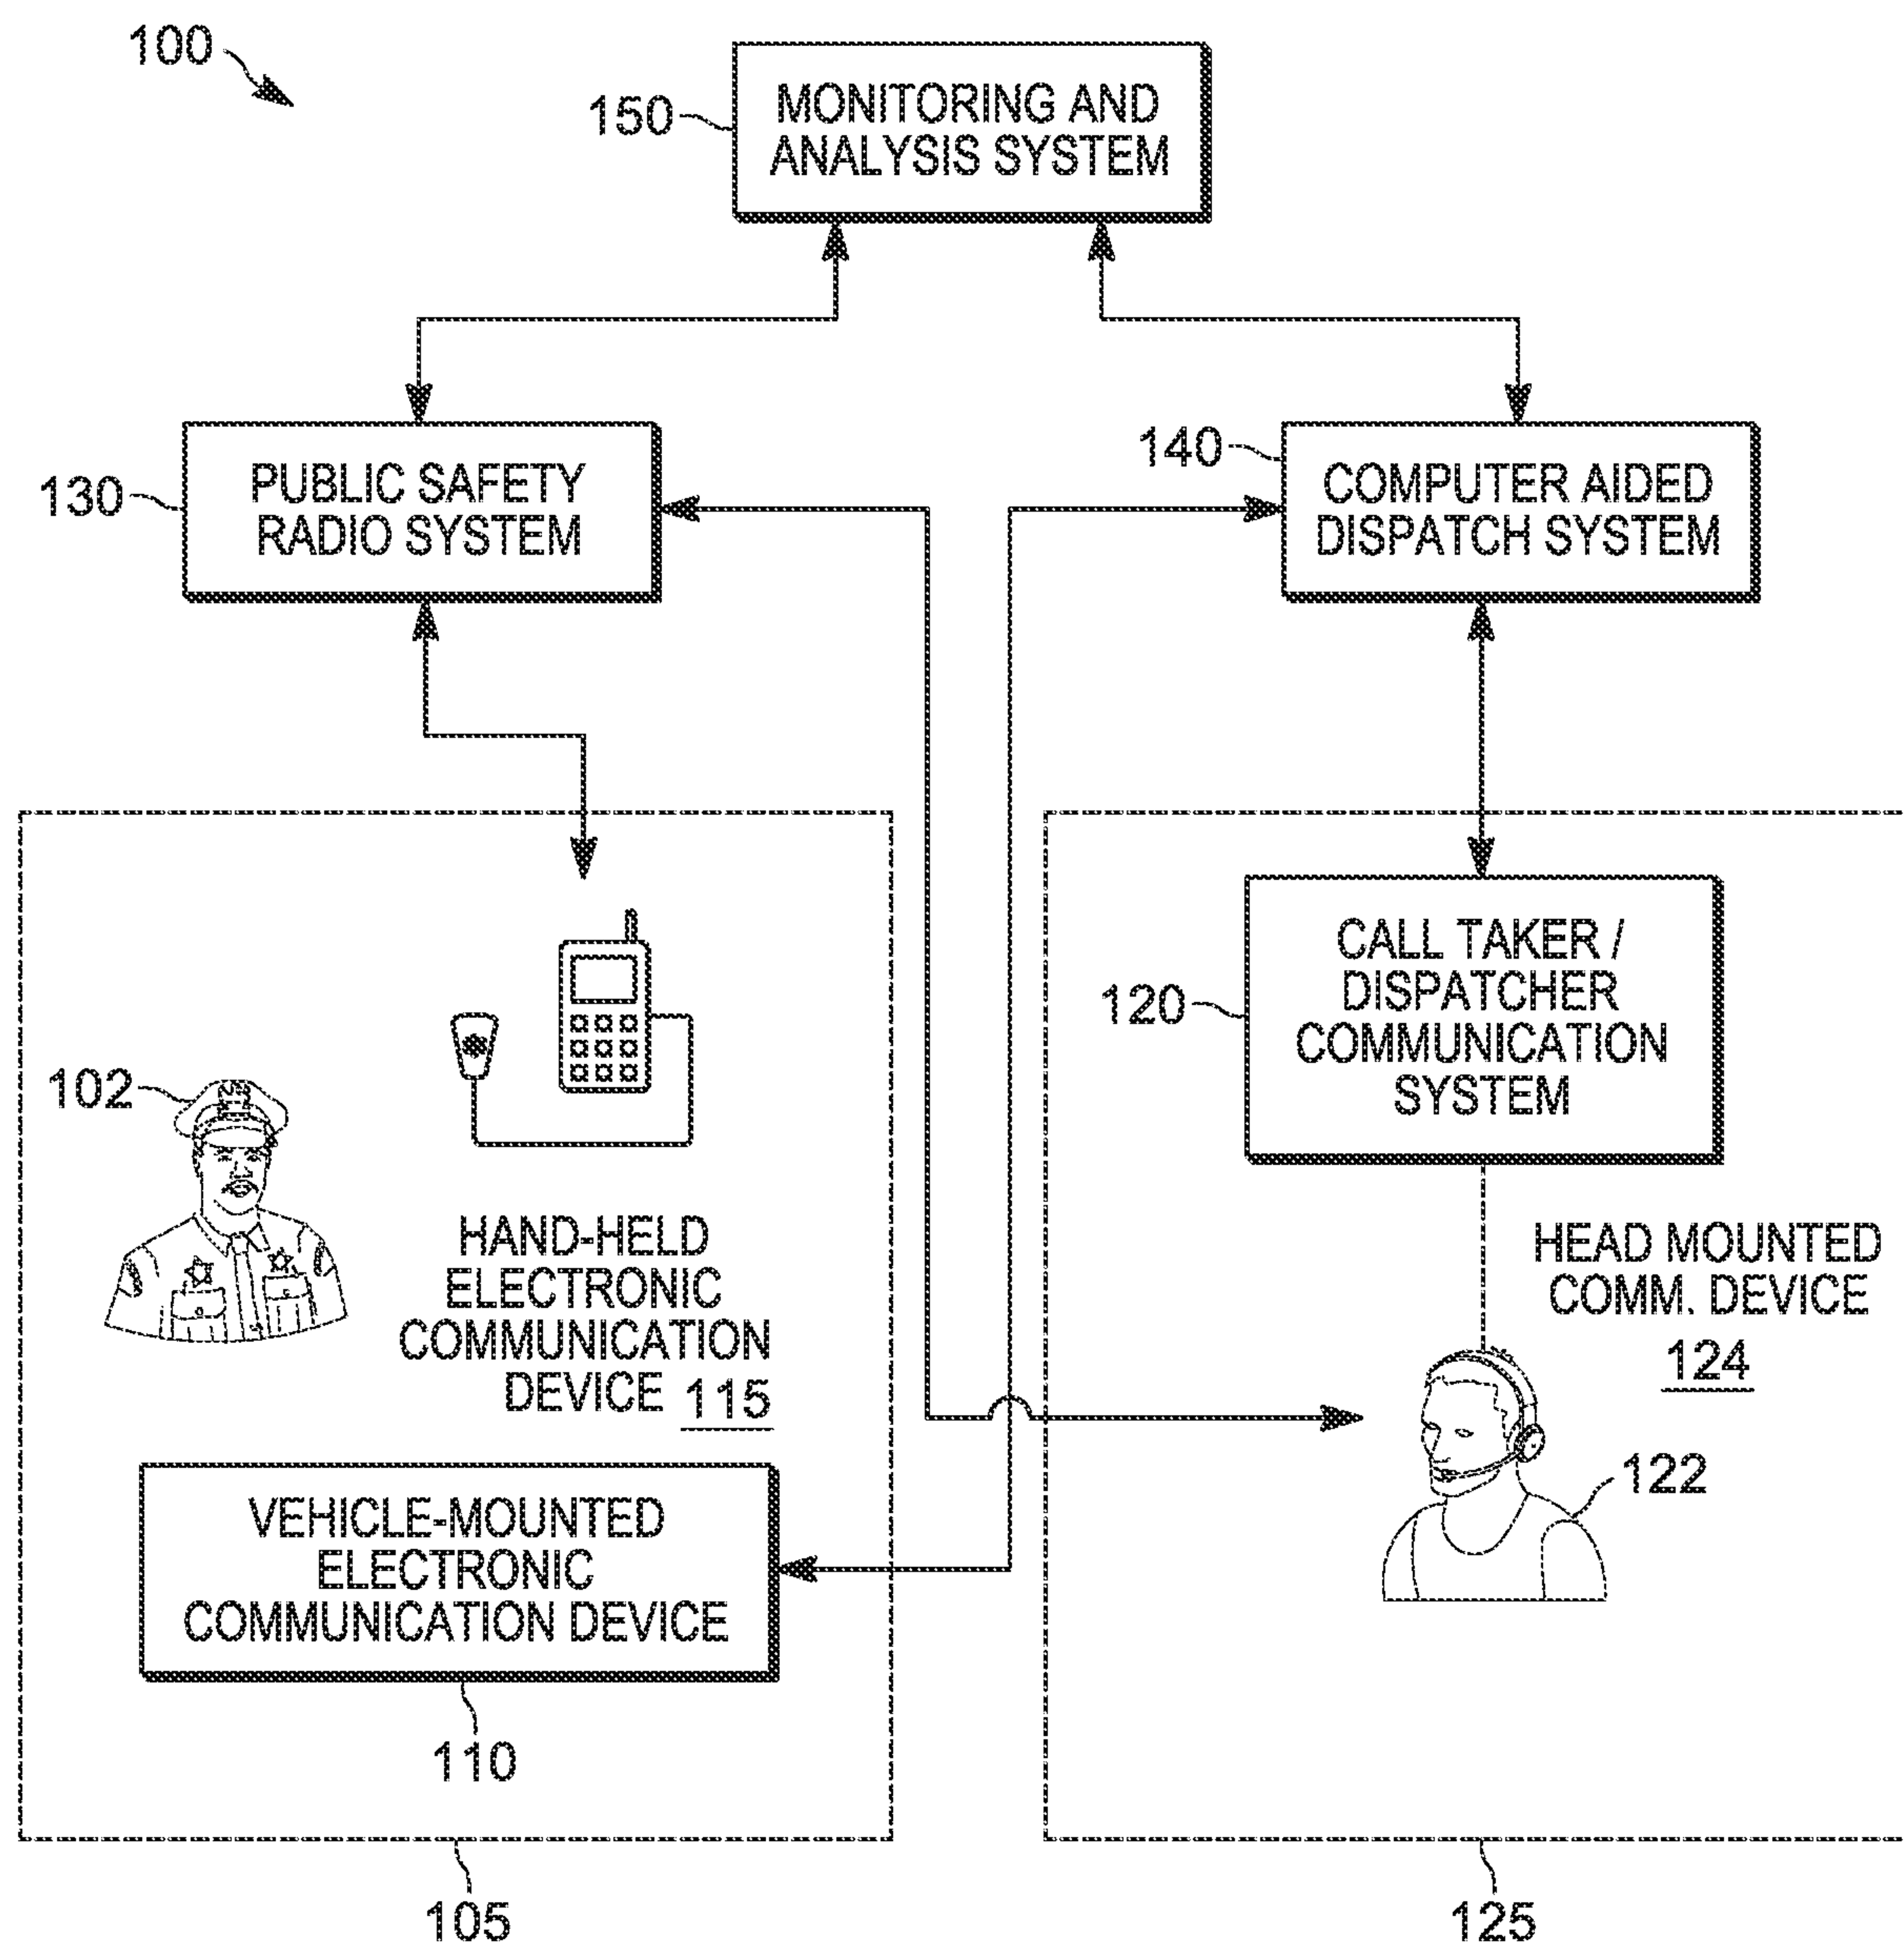 100
150
MONITORING AND
ANALYSIS SYSTEM
130
PUBLIC SAFETY
RADIO SYSTEM
140
COMPUTER AIDED
DISPATCH SYSTEM
102
HAND-HELD
ELECTRONIC
COMMUNICATION
DEVICE 115
VEHICLE-MOUNTED
ELECTRONIC
COMMUNICATION DEVICE
110
105
120
CALL TAKER /
DISPATCHER
COMMUNICATION
SYSTEM
HEAD MOUNTED
COMM. DEVICE
124
122
125